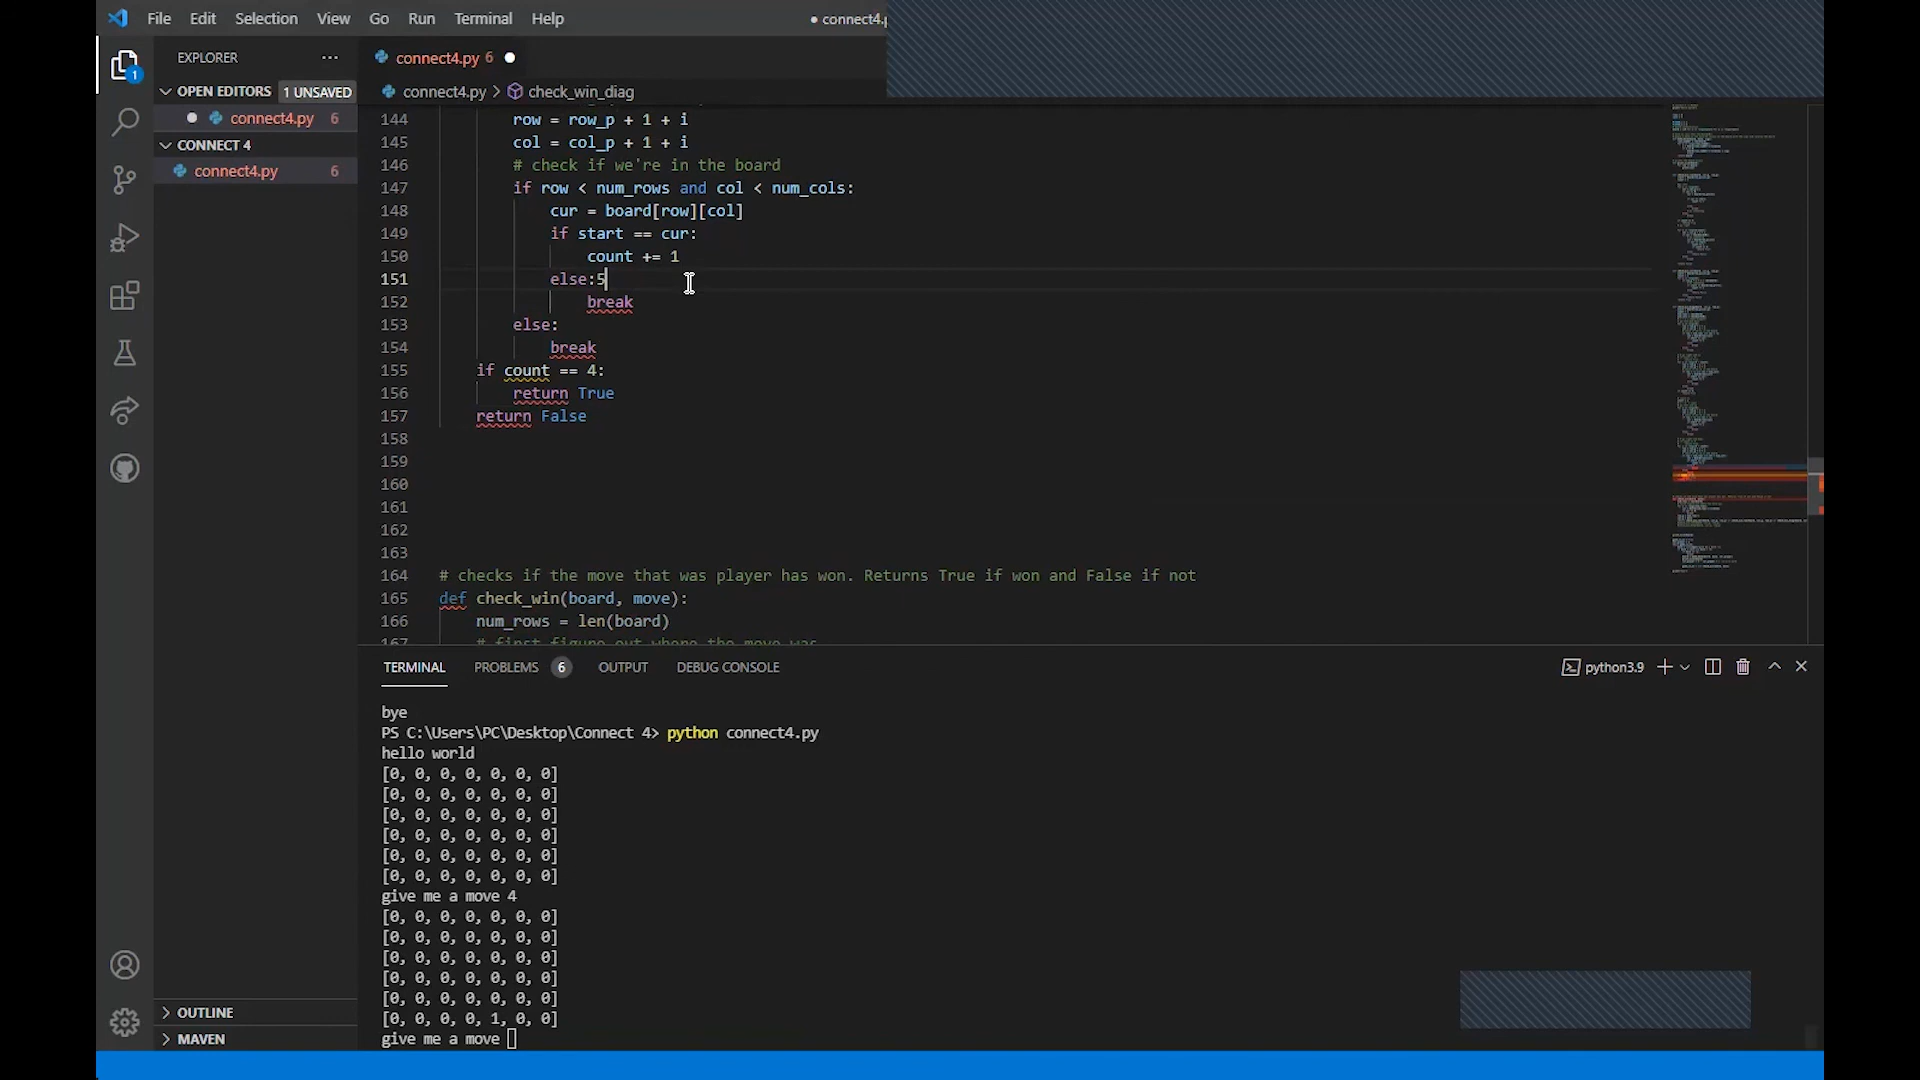 File Edit Selection View Go Run Terminal Help
● connect4.p
EXPLORER ...
connect4.py 6
OPEN EDITORS 1 UNSAVED
connect4.py > check_win_diag
connect4.py 6
CONNECT 4
connect4.py 6
1
144 row = row_p + 1 + i
145 col = col_p + 1 + i
146 # check if we're in the board
147 if row < num_rows and col < num_cols:
148 cur = board[row][col]
149 if start == cur:
150 count += 1
151 else:5
152 break
153 else:
154 break
155 if count == 4:
156 return True
157 return False
158
159
160
161
162
163
164 # checks if the move that was player has won. Returns True if won and False if not
165 def check_win(board, move):
166 num_rows = len(board)
167 # first figure out where the move was
TERMINAL PROBLEMS 6 OUTPUT DEBUG CONSOLE python3.9
bye
PS C:\Users\PC\Desktop\Connect 4> python connect4.py
hello world
[0, 0, 0, 0, 0, 0, 0]
[0, 0, 0, 0, 0, 0, 0]
[0, 0, 0, 0, 0, 0, 0]
[0, 0, 0, 0, 0, 0, 0]
[0, 0, 0, 0, 0, 0, 0]
[0, 0, 0, 0, 0, 0, 0]
give me a move 4
[0, 0, 0, 0, 0, 0, 0]
[0, 0, 0, 0, 0, 0, 0]
[0, 0, 0, 0, 0, 0, 0]
[0, 0, 0, 0, 0, 0, 0]
[0, 0, 0, 0, 0, 0, 0]
[0, 0, 0, 0, 1, 0, 0]
give me a move
OUTLINE
MAVEN